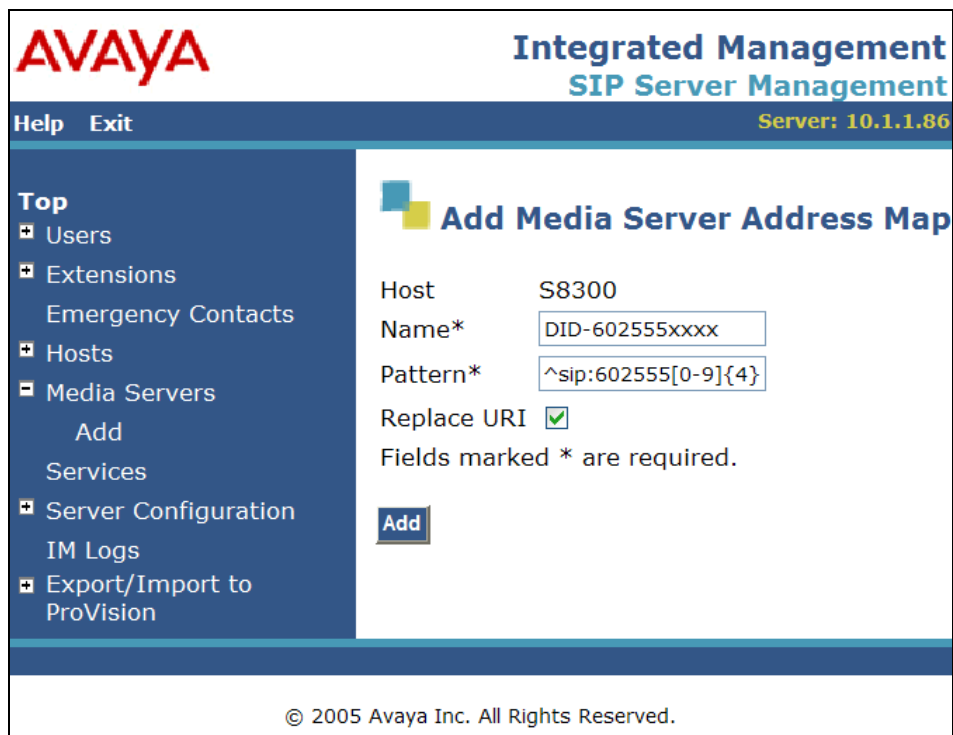 AVAYA
Integrated Management
SIP Server Management
Help Exit
Server: 10.1.1.86
Top
Users
Extensions
Emergency Contacts
Hosts
Media Servers
Add
Services
Server Configuration
IM Logs
Export/Import to
ProVision
Add Media Server Address Map
Host S8300
Name* DID-602555xxxx
Pattern* ^sip:602555[0-9]{4}
Replace URI
Fields marked * are required.
Add
© 2005 Avaya Inc. All Rights Reserved.